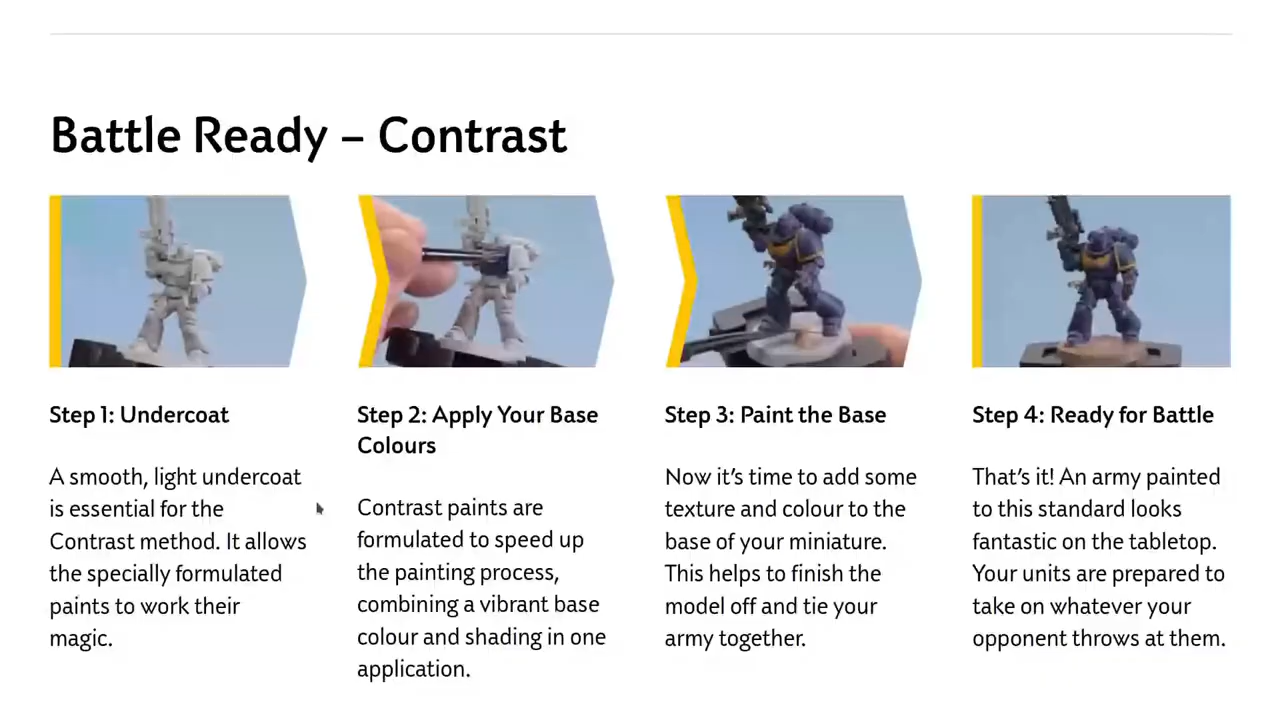 Battle Ready – Contrast
Step 1: Undercoat
A smooth, light undercoat
is essential for the
Contrast method. It allows
the specially formulated
paints to work their
magic.
Step 2: Apply Your Base
Colours
Contrast paints are
formulated to speed up
the painting process,
combining a vibrant base
colour and shading in one
application.
Step 3: Paint the Base
Now it’s time to add some
texture and colour to the
base of your miniature.
This helps to finish the
model off and tie your
army together.
Step 4: Ready for Battle
That’s it! An army painted
to this standard looks
fantastic on the tabletop.
Your units are prepared to
take on whatever your
opponent throws at them.